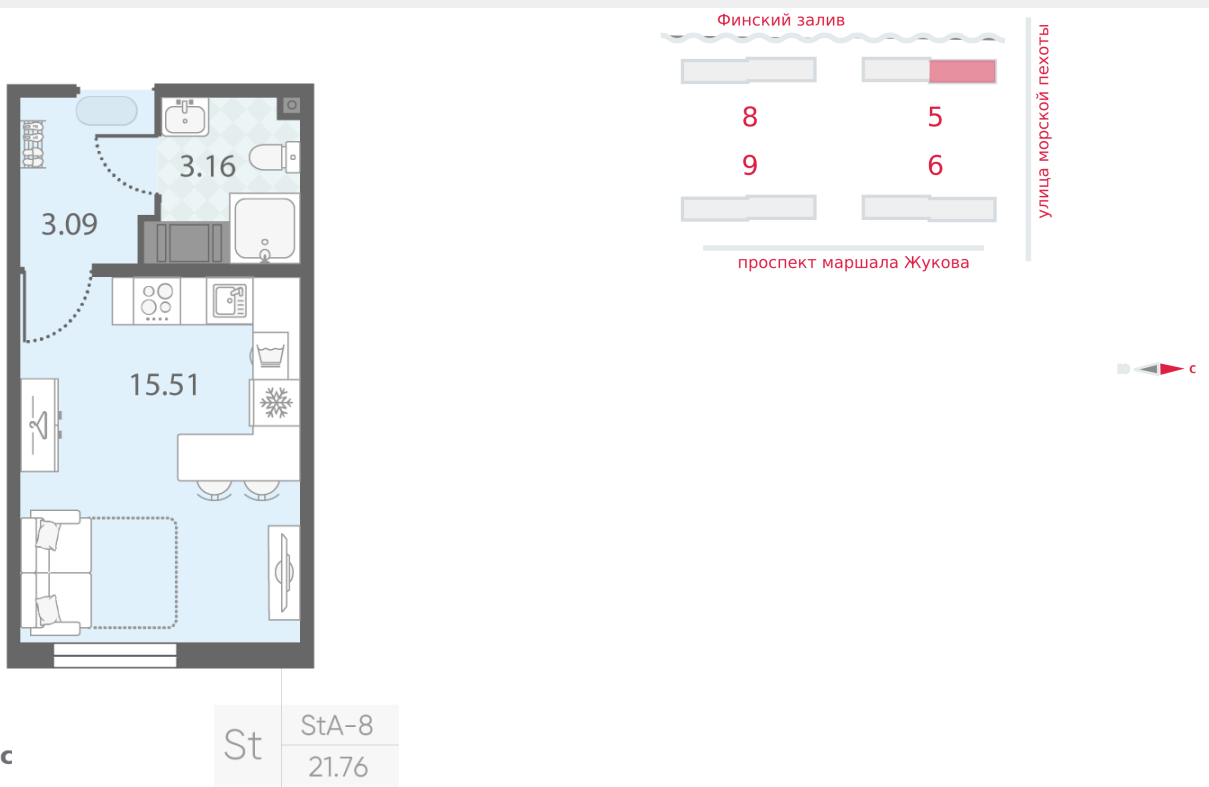 Финский залив
улица морской пехоты
8
5
9
6
проспект маршала Жукова
с
3.16
3.09
15.51
St
StA-8
21.76
с